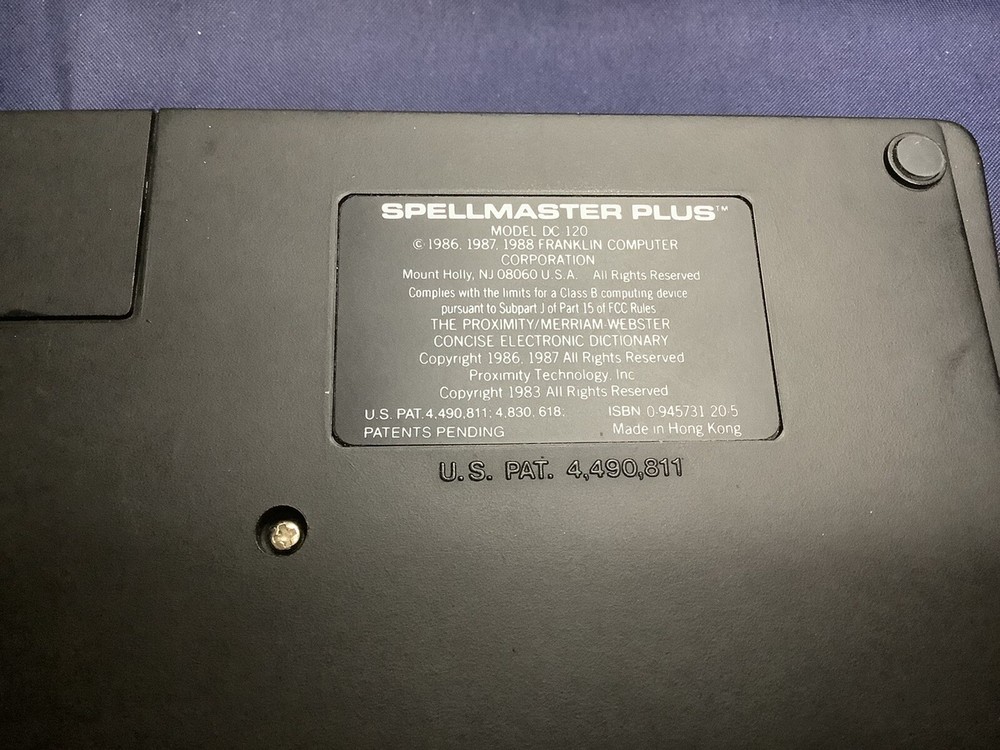 SPELLMASTER PLUS™
MODEL DC 120
© 1986, 1987, 1988 FRANKLIN COMPUTER
CORPORATION
Mount Holly, NJ 08060 U.S.A. All Rights Reserved
Complies with the limits for a Class B computing device
pursuant to Subpart J of Part 15 of FCC Rules
THE PROXIMITY/MERRIAM-WEBSTER
CONCISE ELECTRONIC DICTIONARY
Copyright 1986, 1987 All Rights Reserved
Proximity Technology, Inc
Copyright 1983 All Rights Reserved
U.S. PAT. 4,490,811; 4,830,618; ISBN 0-945731 20-5
PATENTS PENDING Made in Hong Kong
U.S. PAT. 4,490,811